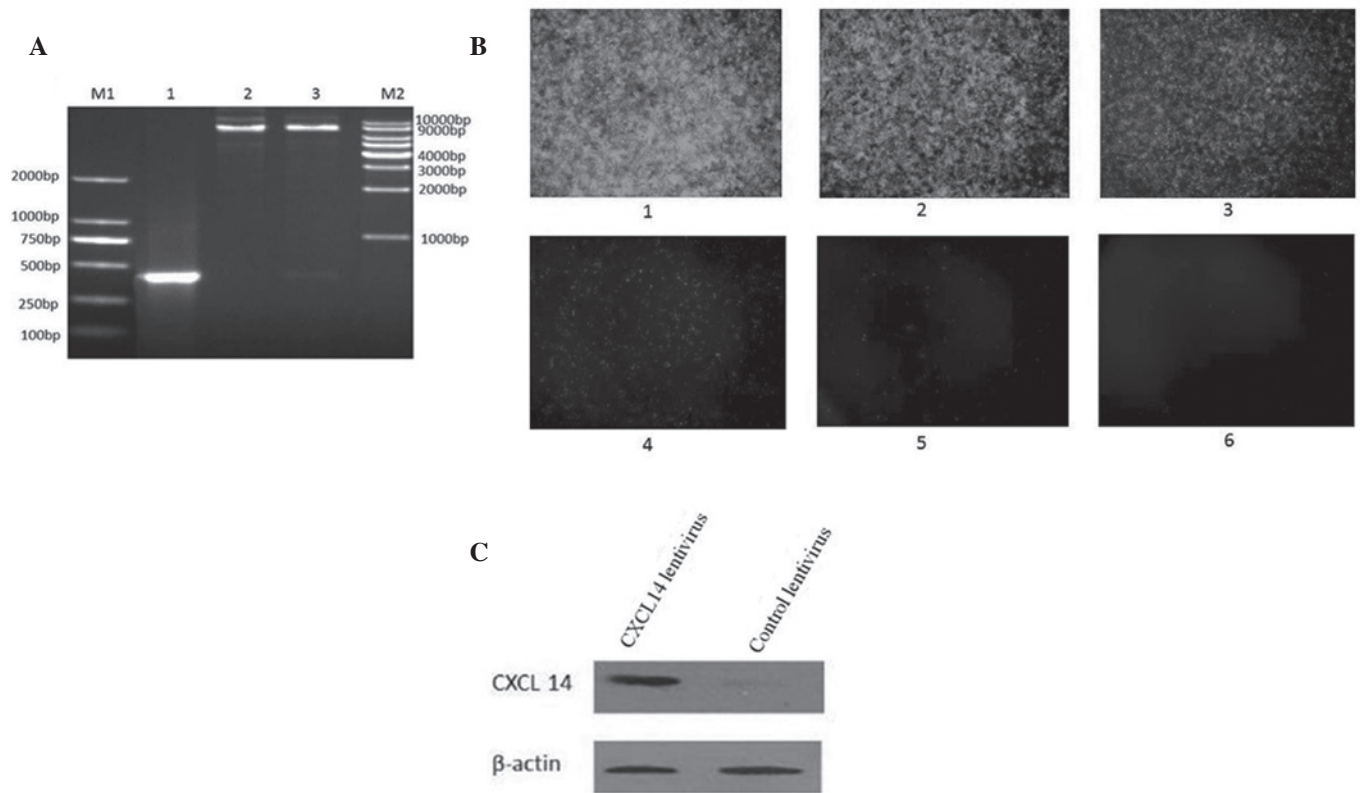 A
M1 1 2 3 M2
2000bp
1000bp
750bp
500bp
250bp
100bp
10000bp
9000bp
4000bp
3000bp
2000bp
1000bp
B
1 2 3
4 5 6
C
CXCL14 lentivirus
Control lentivirus
CXCL 14
β-actin